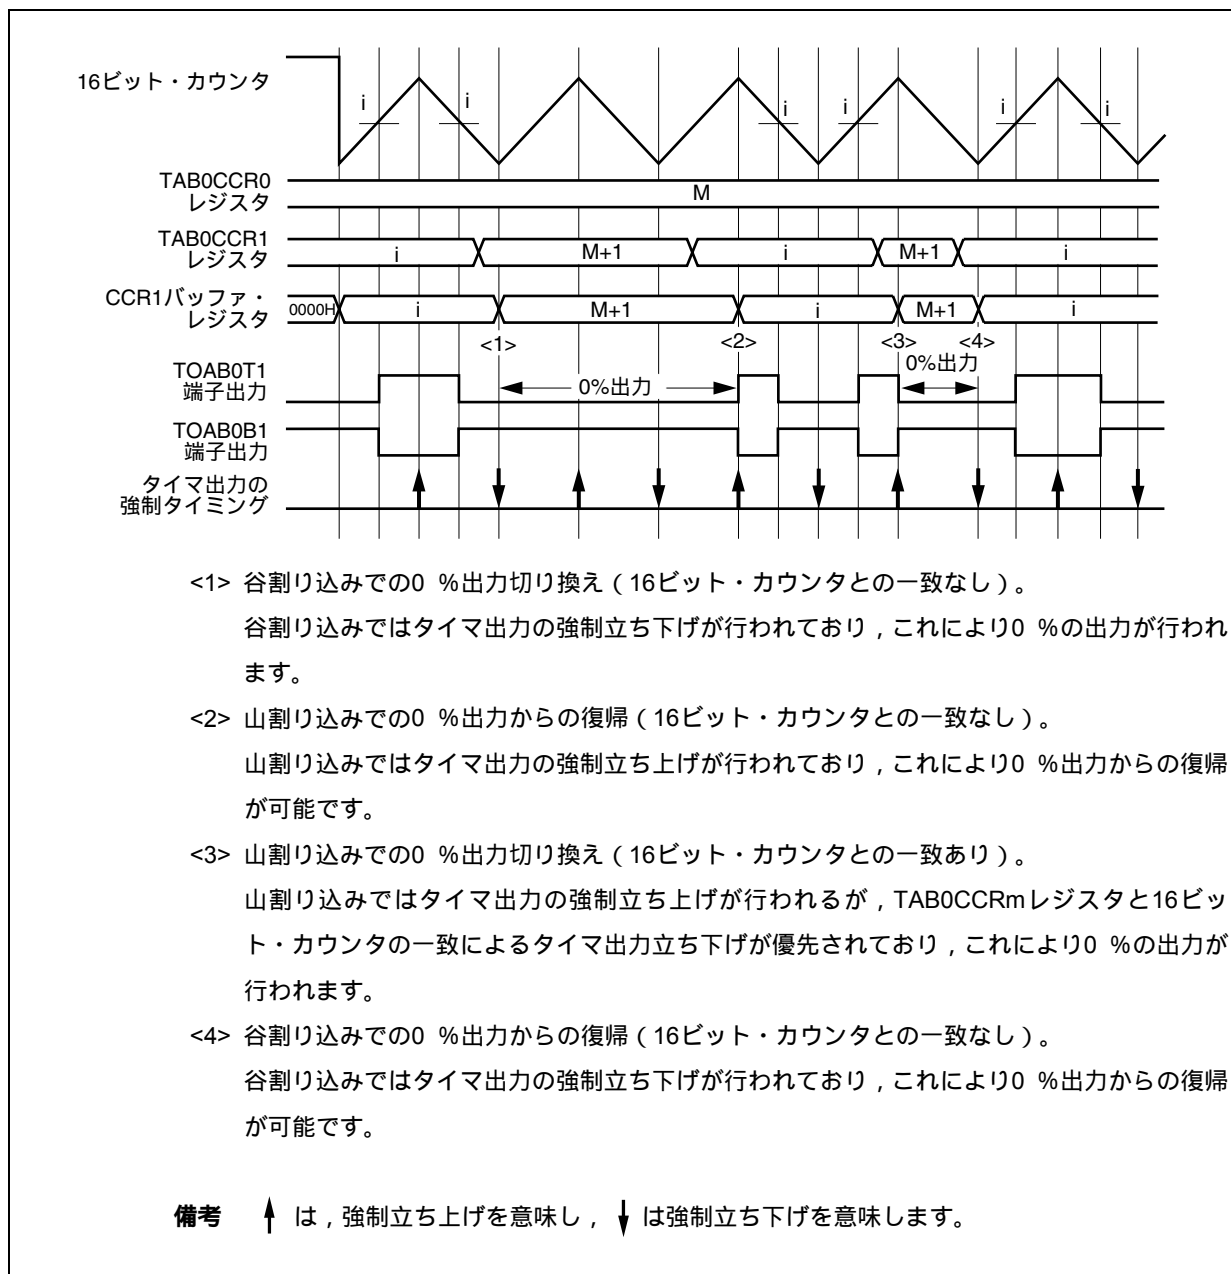 16ビット・カウンタ
i i i i i i
TAB0CCR0
レジスタ
M
TAB0CCR1
レジスタ
i M+1 i M+1 i
CCR1バッファ・
レジスタ
0000H i M+1 i M+1 i
<1> <2> <3> <4>
TOAB0T1
端子出力
0%出力 0%出力
TOAB0B1
端子出力
タイマ出力の
強制タイミング
<1> 谷割り込みでの0 %出力切り換え(16ビット・カウンタとの一致なし)。
谷割り込みではタイマ出力の強制立ち下げが行われており,これにより0 %の出力が行われ
ます。
<2> 山割り込みでの0 %出力からの復帰(16ビット・カウンタとの一致なし)。
山割り込みではタイマ出力の強制立ち上げが行われており,これにより0 %出力からの復帰
が可能です。
<3> 山割り込みでの0 %出力切り換え(16ビット・カウンタとの一致あり)。
山割り込みではタイマ出力の強制立ち上げが行われるが,TAB0CCRmレジスタと16ビッ
ト・カウンタの一致によるタイマ出力立ち下げが優先されており,これにより0 %の出力が
行われます。
<4> 谷割り込みでの0 %出力からの復帰(16ビット・カウンタとの一致なし)。
谷割り込みではタイマ出力の強制立ち下げが行われており,これにより0 %出力からの復帰
が可能です。
備考 ↑ は,強制立ち上げを意味し, ↓ は強制立ち下げを意味します。